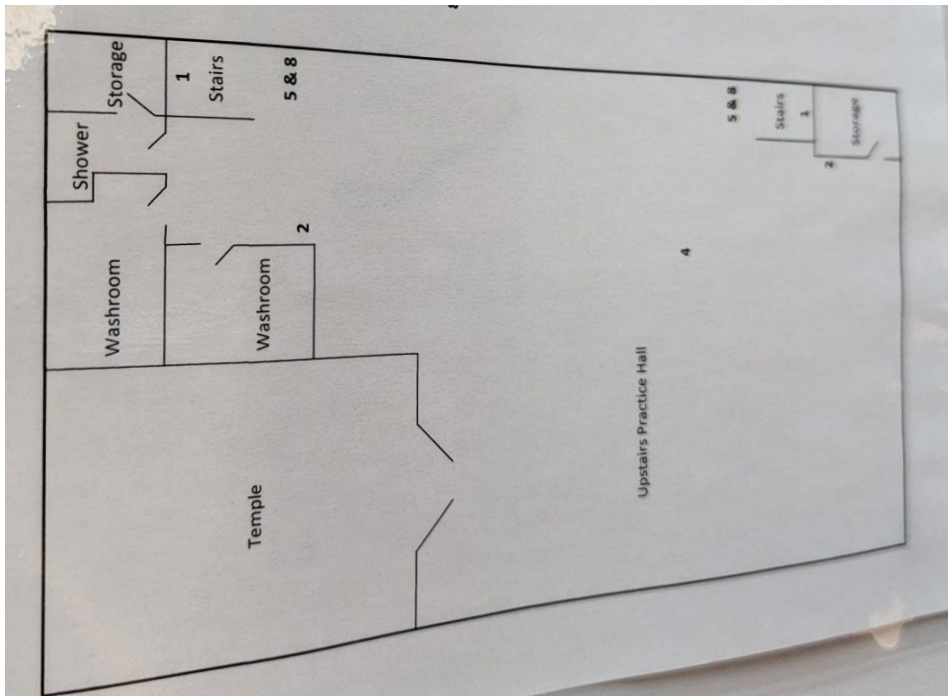 Shower
Washroom
Storage
1
Stairs
Temple
Washroom
5 & 8
2
Upstairs Practice Hall
4
5 & 8
Stairs
1
2
Storage